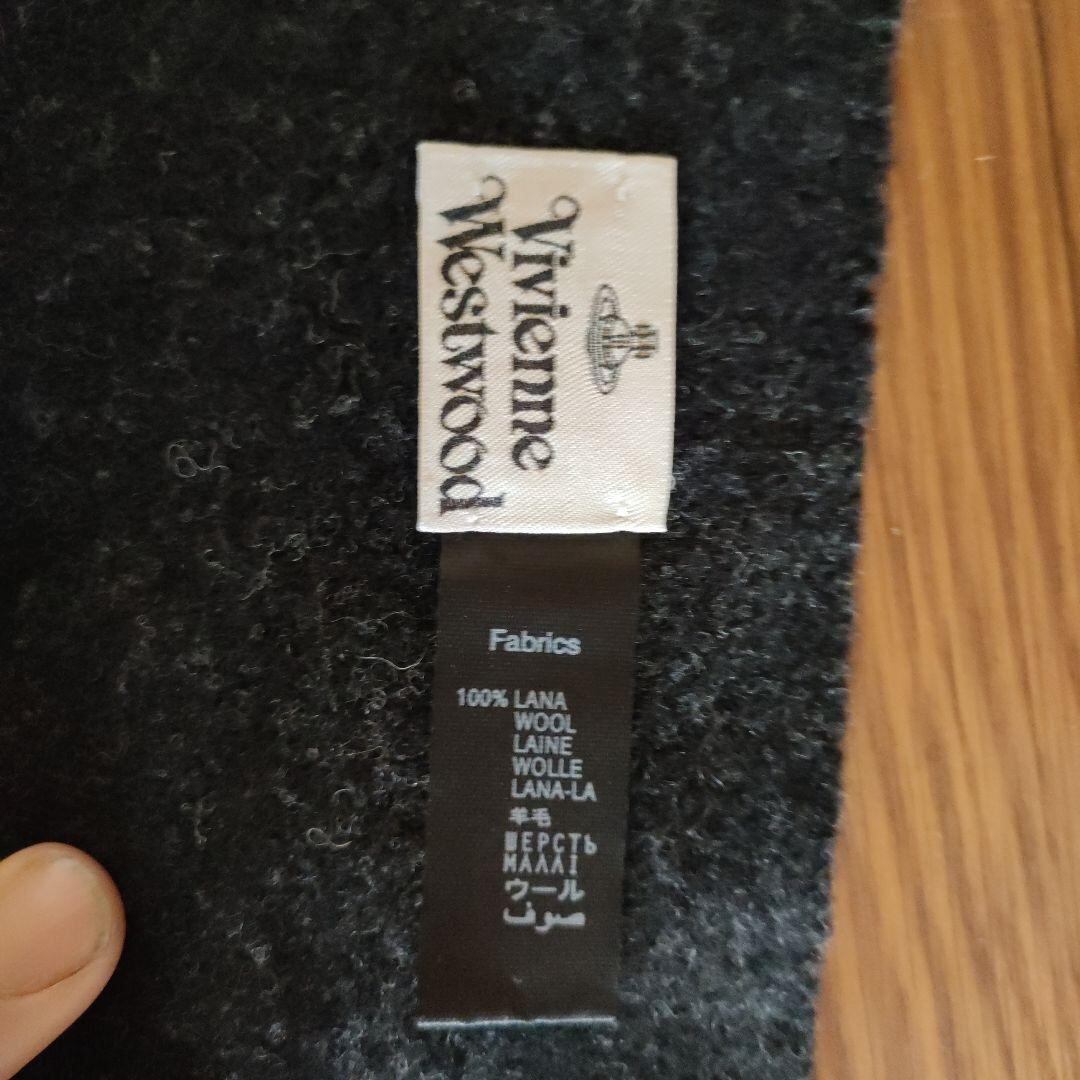 Vivienne
Westwood
Fabrics
100% LANA
WOOL
LAINE
WOLLE
LANA-LA
羊毛
ШЕРСТЬ
ΜΑΛΛΙ
ウール
صوف